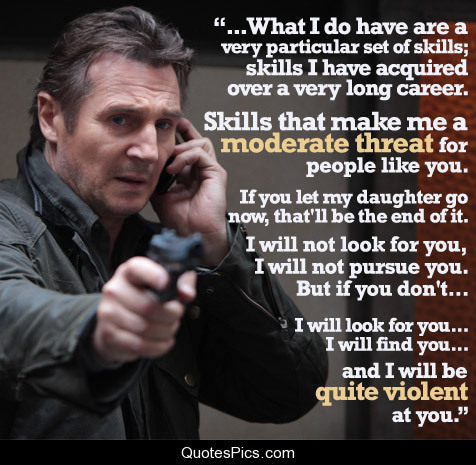 “...What I do have are a
very particular set of skills;
skills I have acquired
over a very long career.
Skills that make me a
moderate threat for
people like you.
If you let my daughter go
now, that'll be the end of it.
I will not look for you,
I will not pursue you.
But if you don't...
I will look for you...
I will find you...
and I will be
quite violent
at you.”
QuotesPics.com